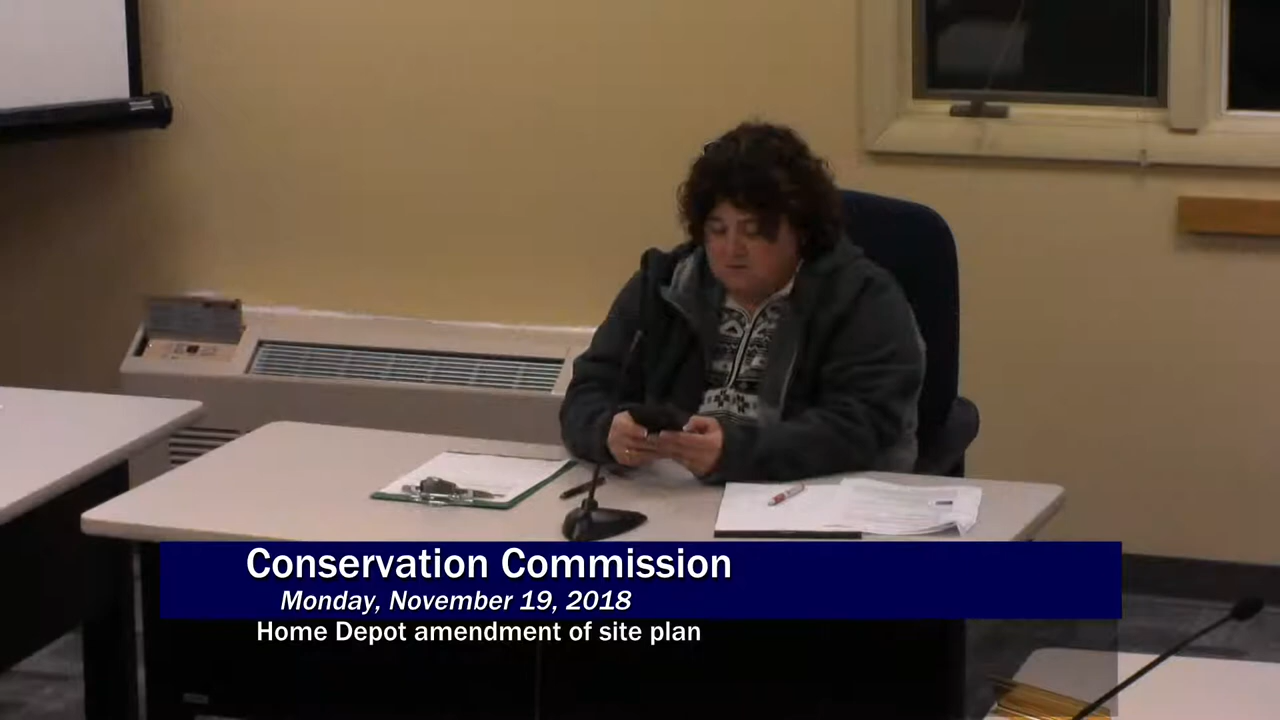 Conservation Commission
Monday, November 19, 2018
Home Depot amendment of site plan